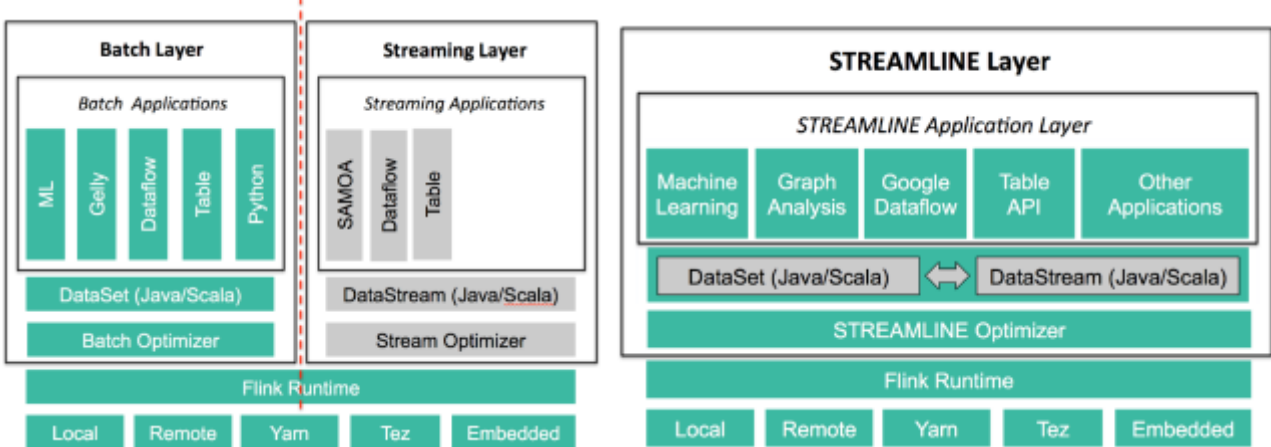 Batch Layer
Batch Applications
ML
Gelly
Dataflow
Table
Python
DataSet (Java/Scala)
Batch Optimizer
Streaming Layer
Streaming Applications
SAMOA
Dataflow
Table
DataStream (Java/Scala)
Stream Optimizer
Flink Runtime
Local
Remote
Yarn
Tez
Embedded
STREAMLINE Layer
STREAMLINE Application Layer
Machine
Learning
Graph
Analysis
Google
Dataflow
Table
API
Other
Applications
DataSet (Java/Scala)
DataStream (Java/Scala)
STREAMLINE Optimizer
Flink Runtime
Local
Remote
Yarn
Tez
Embedded